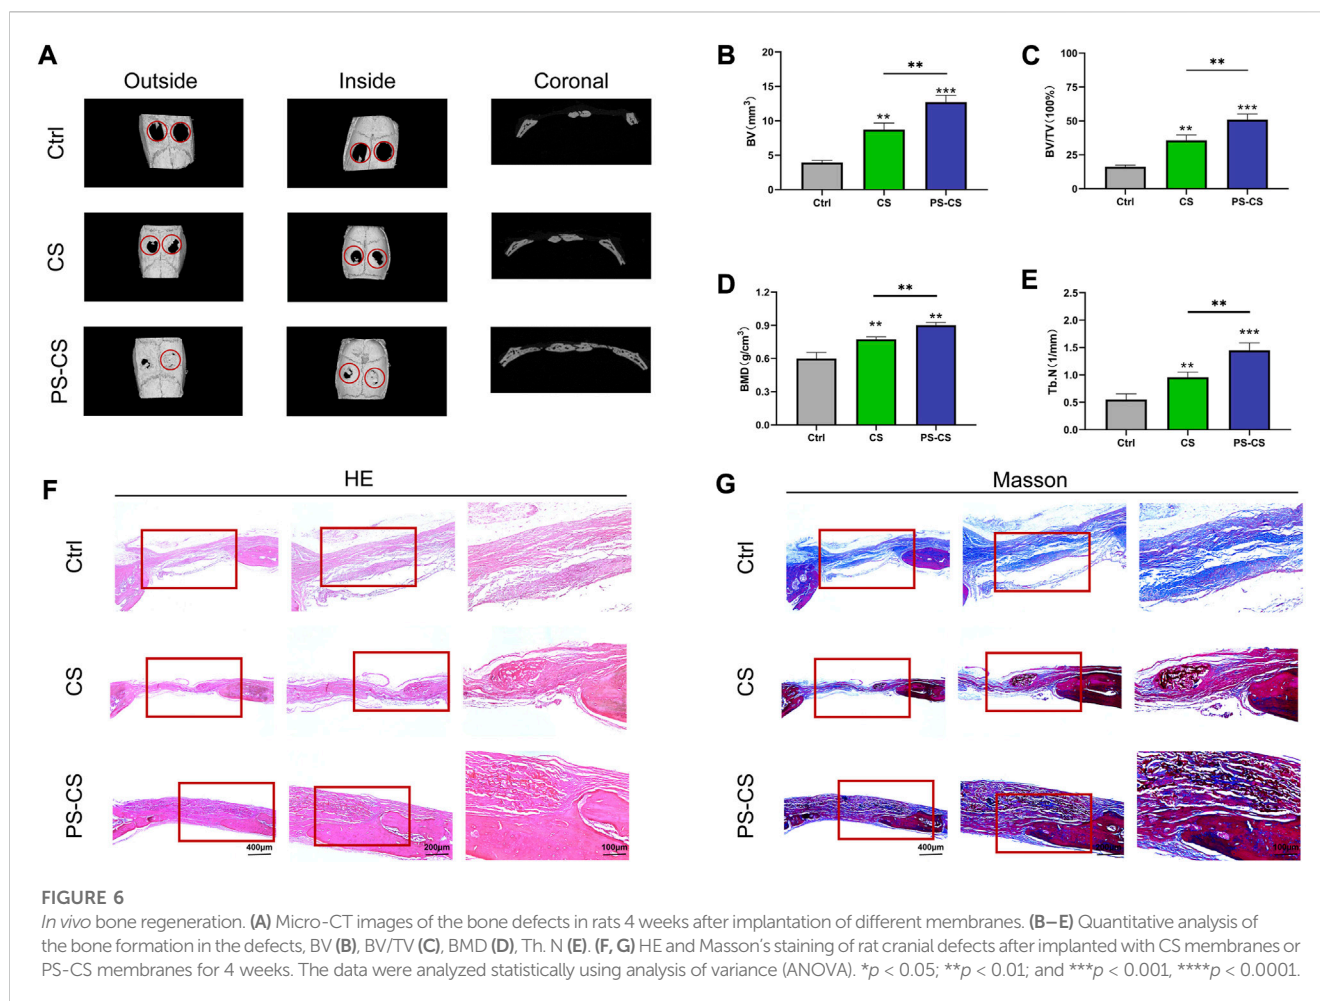 A
Outside
Inside
Coronal
Ctrl
CS
PS-CS
B
BV (mm³)
20
15
10
5
0
**
**
***
Ctrl
CS
PS-CS
C
BV/TV (100%)
100
75
50
25
0
**
**
***
Ctrl
CS
PS-CS
D
BMD (g/cm³)
1.2
0.9
0.6
0.3
0.0
**
**
**
Ctrl
CS
PS-CS
E
Tb.N (1/mm)
2.5
1.5
1.0
0.5
0.0
**
**
***
Ctrl
CS
PS-CS
F
HE
Ctrl
CS
PS-CS
400μm
200μm
100μm
G
Masson
Ctrl
CS
PS-CS
400μm
200μm
100μm
FIGURE 6
In vivo bone regeneration. (A) Micro-CT images of the bone defects in rats 4 weeks after implantation of different membranes. (B–E) Quantitative analysis of
the bone formation in the defects, BV (B), BV/TV (C), BMD (D), Th. N (E). (F, G) HE and Masson's staining of rat cranial defects after implanted with CS membranes or
PS-CS membranes for 4 weeks. The data were analyzed statistically using analysis of variance (ANOVA). *p < 0.05; **p < 0.01; and ***p < 0.001, ****p < 0.0001.